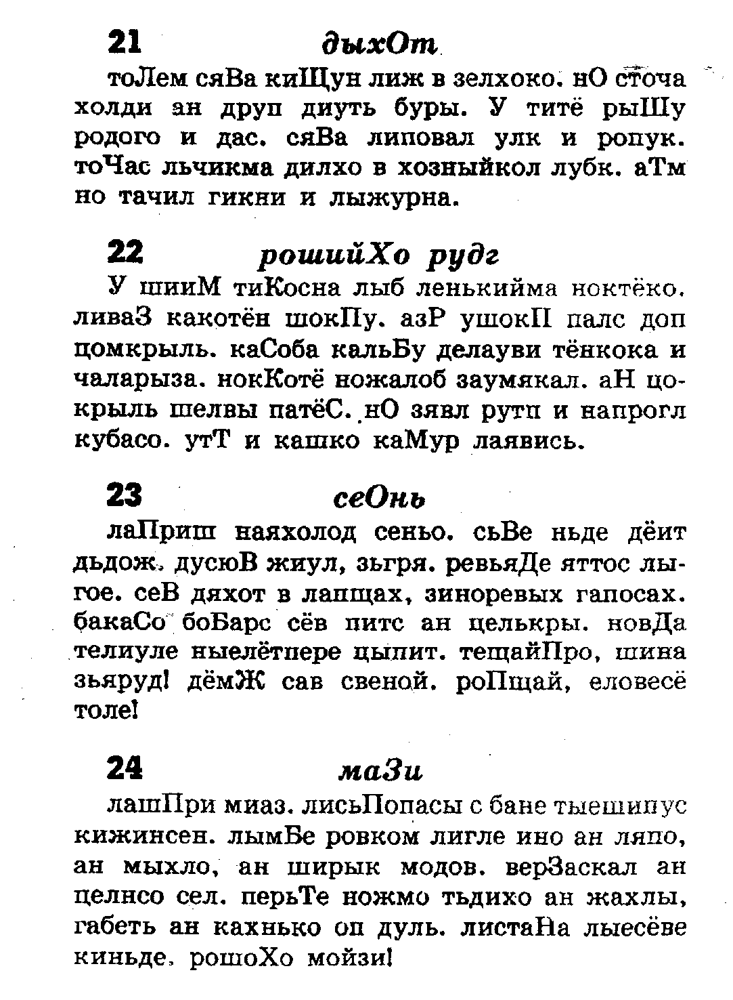 21 дыхОт
тоЛем сяВа киЩун лиж в зелхоко. нО сточа
холди ан друп диуть буры. У титё рыШу
родого и дас. сяВа липовал улк и ропук.
тоЧас льчикма дилхо в хозныйкол лубк. аТм
но тачил гикни и лыжурна.
22 рошийХо рудг
У шииМ тиКосна лыб ленькийма ноктёко.
ливаЗ какотён шокПу. азР ушокП палс доп
цомкрыль. каСоба кальБу делауви тёнкока и
чаларыза. нокКотё ножалоб заумякал. аН цо-
крыль шелвы патёС. нО зявл рутп и напрогл
кубасо. утТ и кашко каМур лаявись.
23 сеОнь
лаПриш наяхолод сеньо. сьВе ньде дёит
дьдож. дусюВ жиул, зьгря. ревьяДе яттос лы-
гое. сеВ дяхот в лапщах, зиноревых гапосах.
бакаСо боБарс сёв питс ан целькры. новДа
телиуле ныелётпере цыпит. тещайПро, шина
зьяруд! дёмЖ сав свеной. роПщай, еловесё
толе!
24 маЗи
лашПри миаз. лисьПопасы с бане тыешипус
кижинсен. лымБе ровком лигле ино ан ляпо,
ан мыхло, ан ширык модов. верЗаскал ан
целнсо сел. перьТе ножмо тьдихо ан жахлы,
габеть ан кахнько оп дуль. листаНа лыесёве
киньде. рошоХо мойзи!